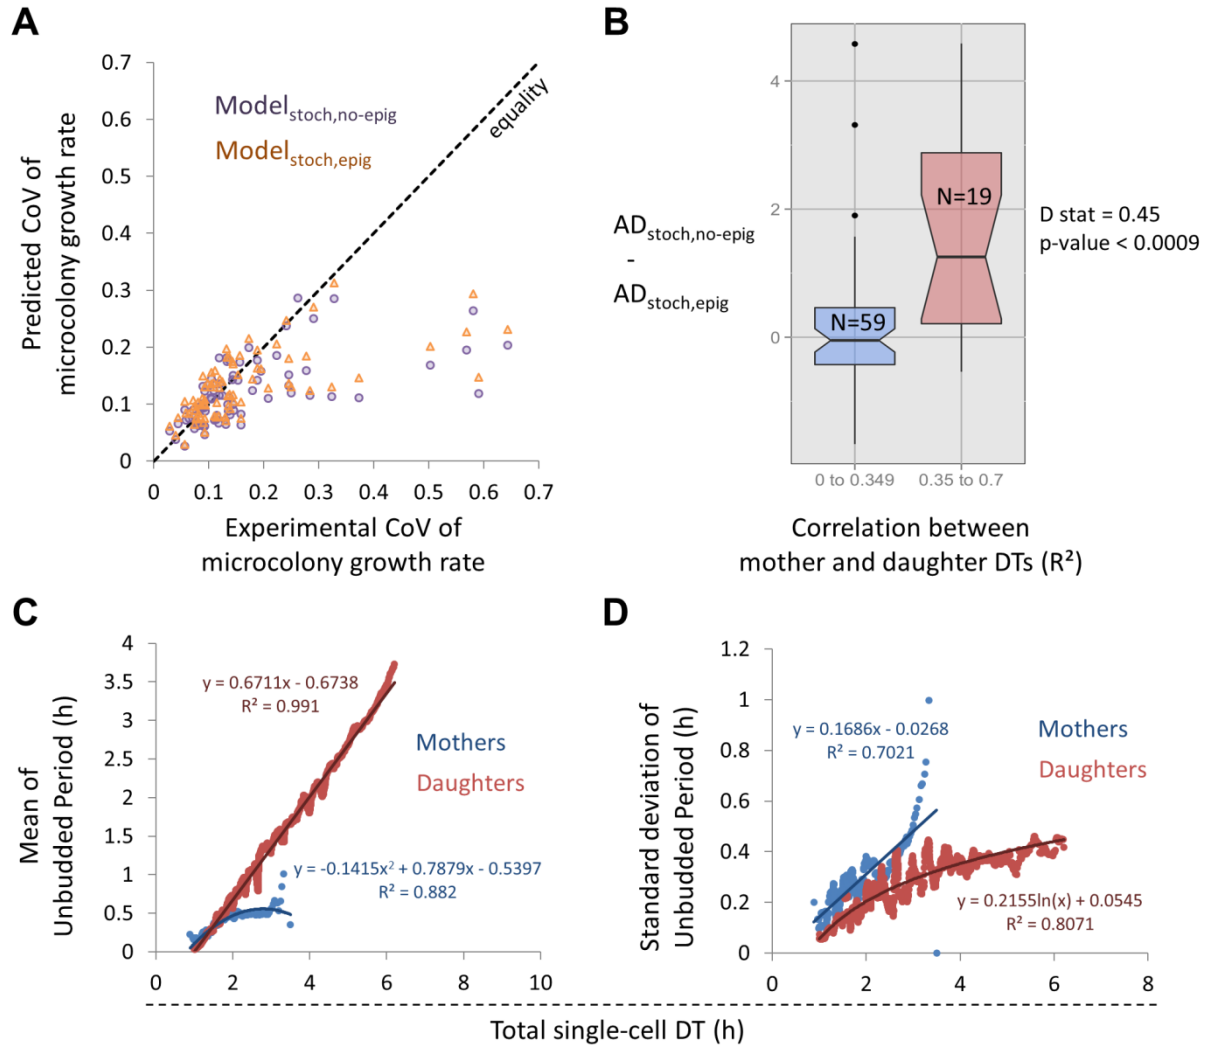 A
0.7
0.6
0.5
0.4
0.3
0.2
0.1
0
0
0.1
0.2
0.3
0.4
0.5
0.6
0.7
Predicted CoV of
microcolony growth rate
Model stoch,no-epig
Model stoch,epig
equality
Experimental CoV of
microcolony growth rate
B
4
2
0
AD stoch,no-epig
-
AD stoch,epig
N=59
N=19
D stat = 0.45
p-value < 0.0009
0 to 0.349
0.35 to 0.7
Correlation between
mother and daughter DTs (R²)
C
4
3.5
3
2.5
2
1.5
1
0.5
0
0
2
4
6
8
10
Mean of
Unbudded Period (h)
y = 0.6711x - 0.6738
R² = 0.991
Mothers
Daughters
y = -0.1415x² + 0.7879x - 0.5397
R² = 0.882
D
1.2
1
0.8
0.6
0.4
0.2
0
0
2
4
6
8
Standard deviation of
Unbudded Period (h)
y = 0.1686x - 0.0268
R² = 0.7021
Mothers
Daughters
y = 0.2155ln(x) + 0.0545
R² = 0.8071
Total single-cell DT (h)